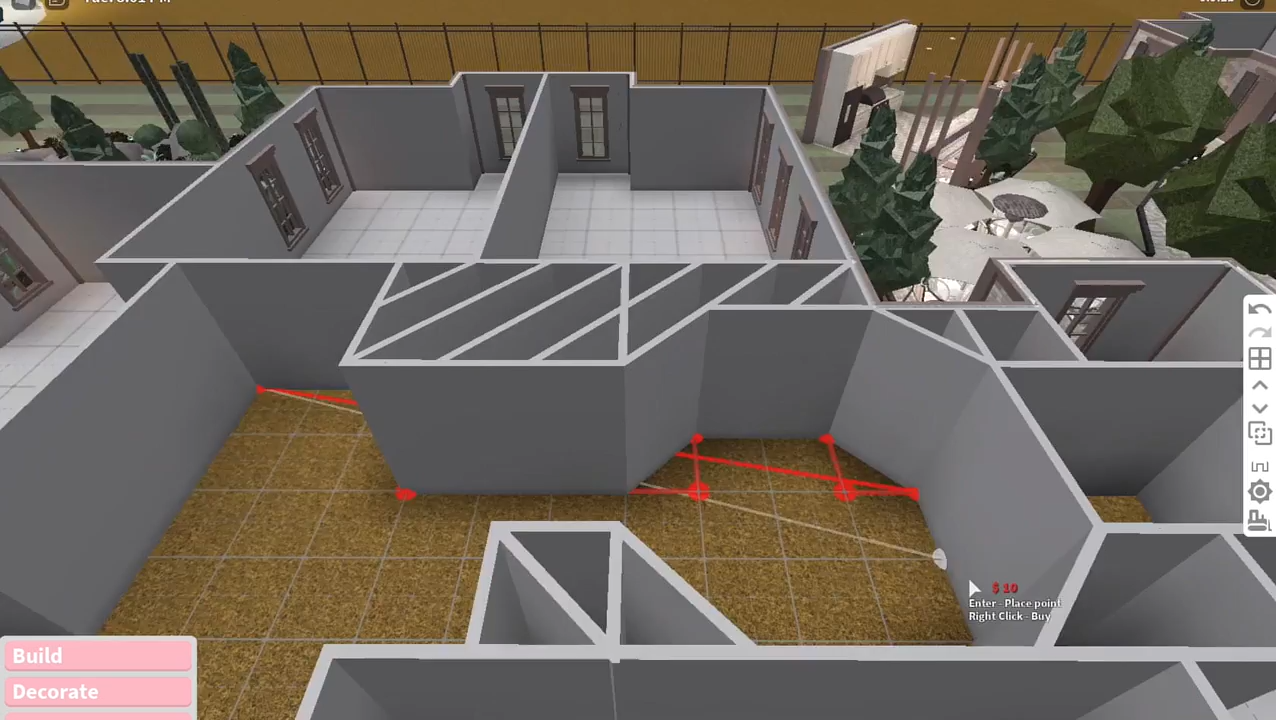 $ 10
Enter - Place point
Right Click - Buy
Build
Decorate